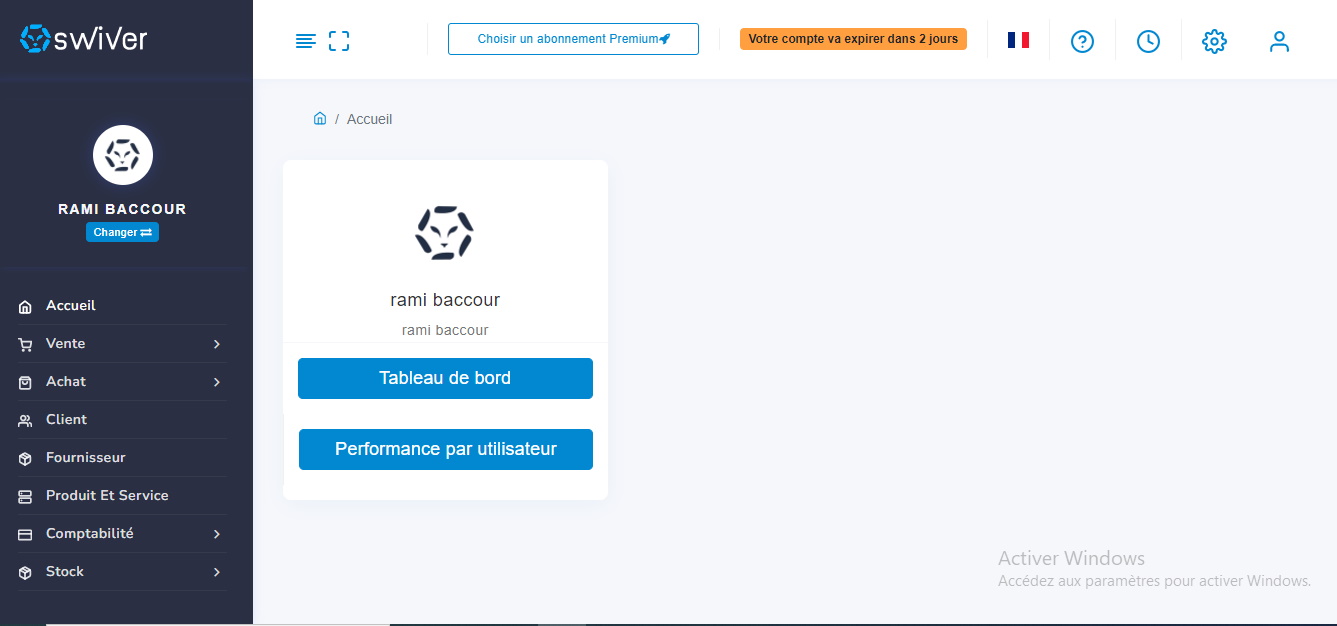 swiver
Choisir un abonnement Premium
Votre compte va expirer dans 2 jours
/ Accueil
RAMI BACCOUR
Changer
Accueil
Vente
Achat
Client
Fournisseur
Produit Et Service
Comptabilité
Stock
rami baccour
rami baccour
Tableau de bord
Performance par utilisateur
Activer Windows
Accédez aux paramètres pour activer Windows.